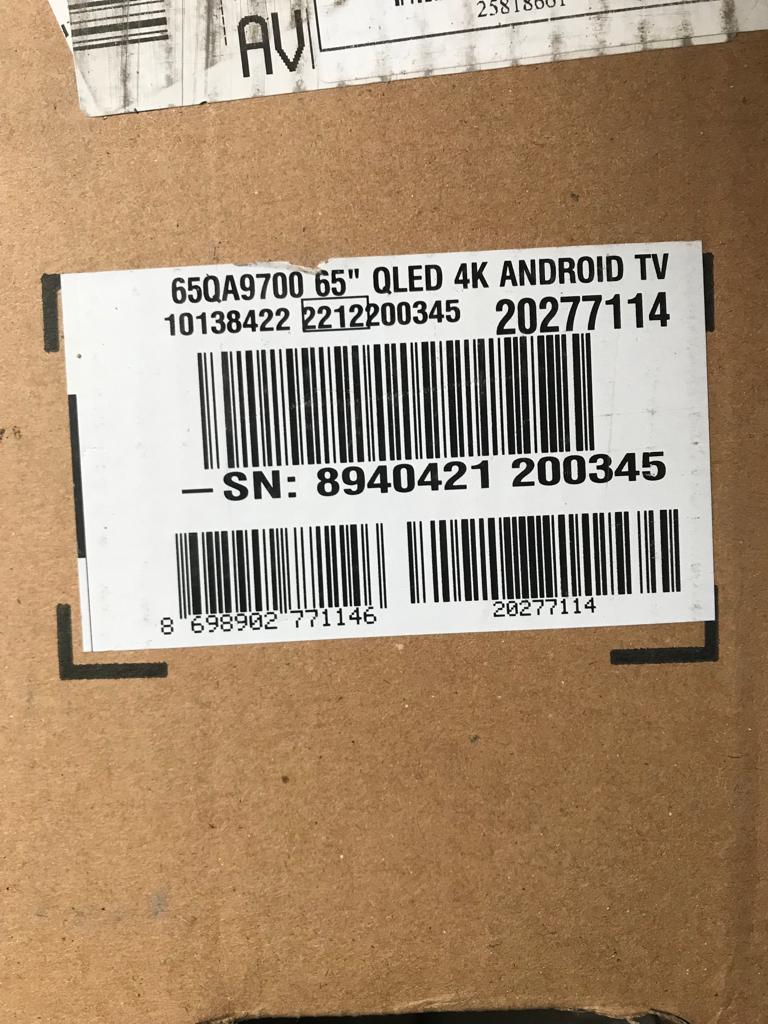 AV
65QA9700 65" QLED 4K ANDROID TV
10138422 2212200345 20277114
—SN: 8940421 200345
8 698902 771146
20277114